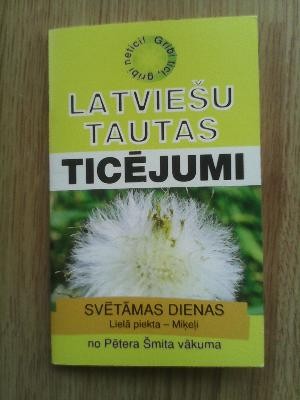 Gribi tici, gribi netici!
LATVIEŠU
TAUTAS
TICĒJUMI
SVĒTĀMAS DIENAS
Lielā piekta – Miķeļi
no Pētera Šmita vākuma